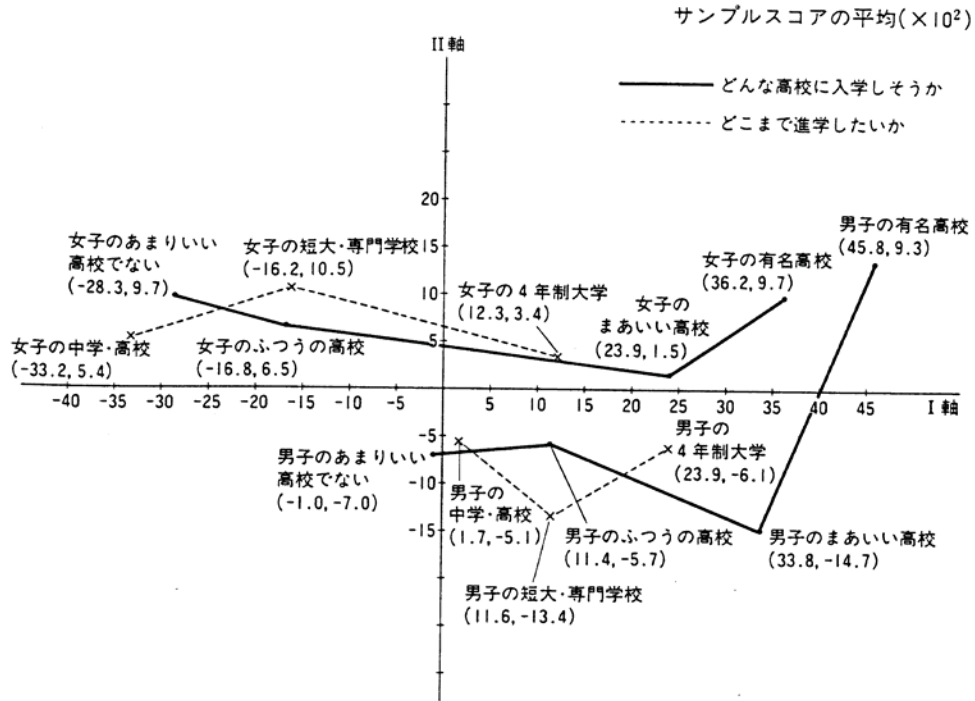 サンプルスコアの平均(×10²)
II軸
どんな高校に入学しそうか
どこまで進学したいか
20
15
10
5
男子の有名高校
(45.8, 9.3)
女子のあまりいい
高校でない
(-28.3, 9.7)
女子の短大・専門学校
(-16.2, 10.5)
女子の有名高校
(36.2, 9.7)
女子の4年制大学
(12.3, 3.4)
女子の
まあいい高校
(23.9, 1.5)
女子の中学・高校
(-33.2, 5.4)
女子のふつうの高校
(-16.8, 6.5)
-40 -35 -30 -25 -20 -15 -10 -5 5 10 15 20 25 30 35 40 45 I軸
-5
-10
-15
男子のあまりいい
高校でない
(-1.0, -7.0)
男子の
中学・高校
(1.7, -5.1)
男子の
4年制大学
(23.9, -6.1)
男子のふつうの高校
(11.4, -5.7)
男子のまあいい高校
(33.8, -14.7)
男子の短大・専門学校
(11.6, -13.4)